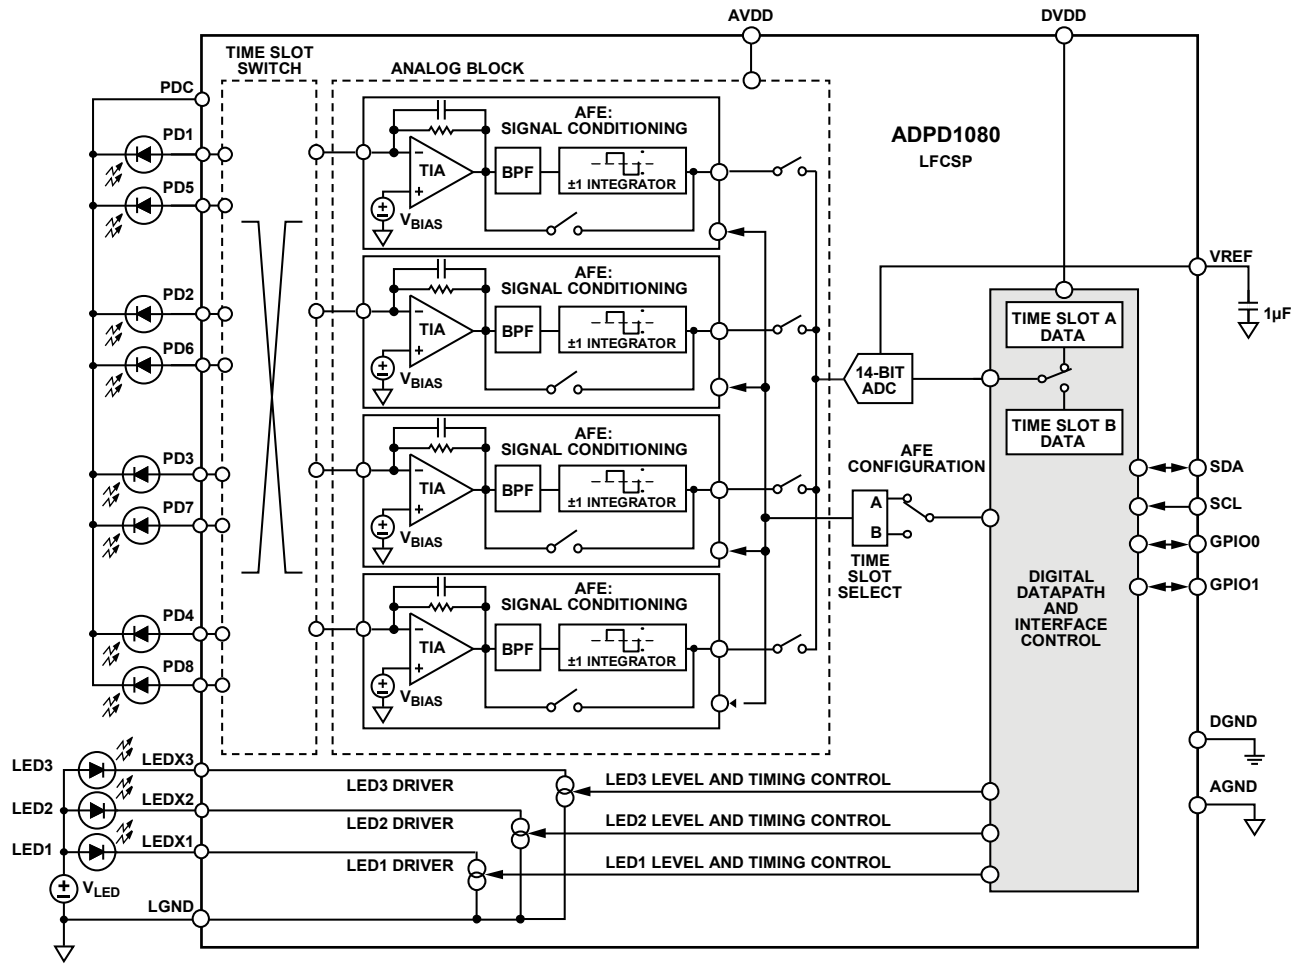 AVDD
DVDD
TIME SLOT
SWITCH
ANALOG BLOCK
PDC
PD1
PD5
PD2
PD6
PD3
PD7
PD4
PD8
AFE:
SIGNAL CONDITIONING
−
TIA
+
BPF
±1 INTEGRATOR
VBIAS
AFE:
SIGNAL CONDITIONING
−
TIA
+
BPF
±1 INTEGRATOR
VBIAS
AFE:
SIGNAL CONDITIONING
−
TIA
+
BPF
±1 INTEGRATOR
VBIAS
AFE:
SIGNAL CONDITIONING
−
TIA
+
BPF
±1 INTEGRATOR
VBIAS
ADPD1080
LFCSP
VREF
1µF
TIME SLOT A
DATA
14-BIT
ADC
TIME SLOT B
DATA
AFE
CONFIGURATION
A
B
TIME
SLOT
SELECT
SDA
SCL
GPIO0
GPIO1
DIGITAL
DATAPATH
AND
INTERFACE
CONTROL
DGND
AGND
LED3
LEDX3
LED3 DRIVER
LED3 LEVEL AND TIMING CONTROL
LED2
LEDX2
LED2 DRIVER
LED2 LEVEL AND TIMING CONTROL
LED1
LEDX1
LED1 DRIVER
LED1 LEVEL AND TIMING CONTROL
VLED
LGND